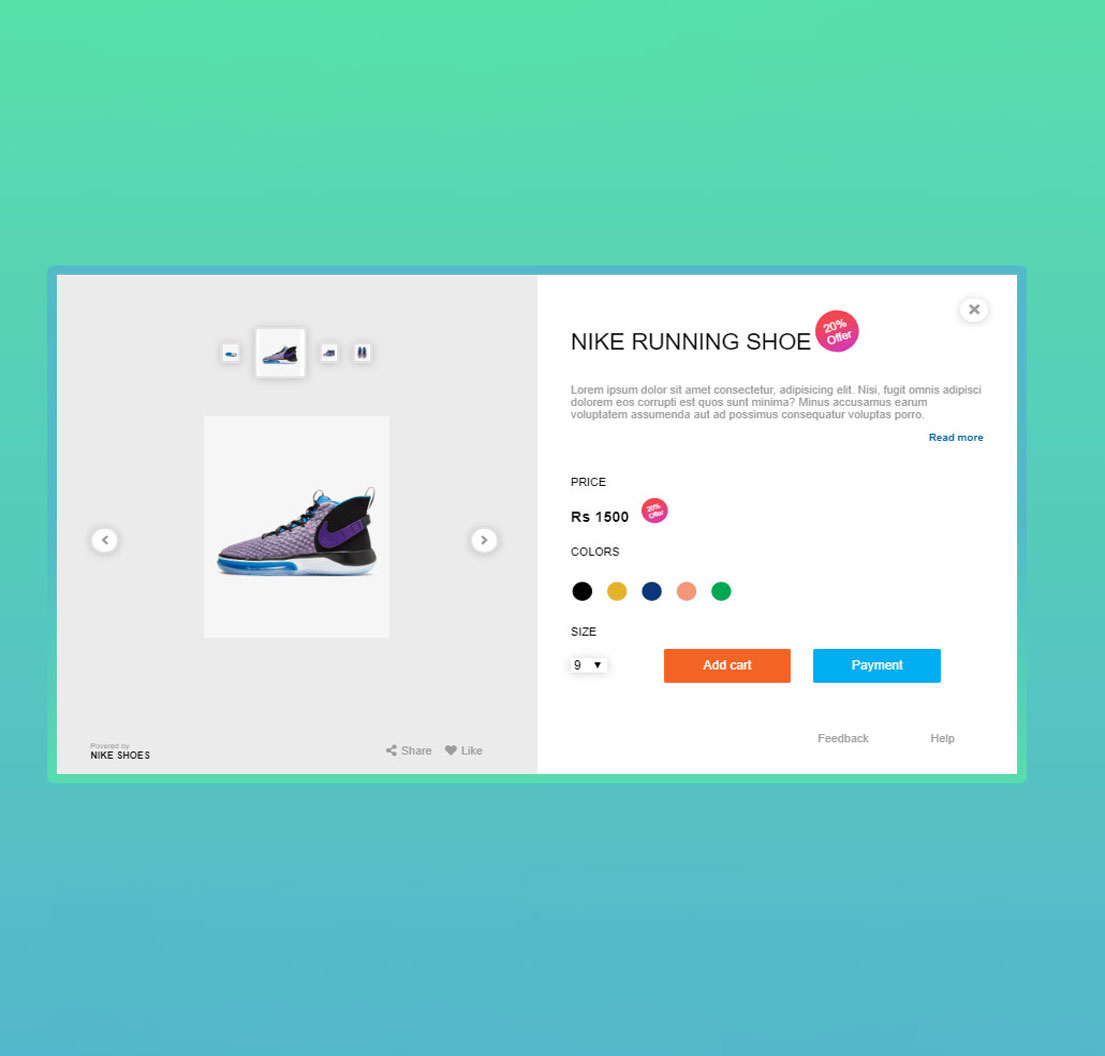 NIKE RUNNING SHOE
20%
Offer
Lorem ipsum dolor sit amet consectetur, adipisicing elit. Nisi, fugit omnis adipisci
dolorem eos corrupti est quos sunt minima? Minus accusamus earum
voluptatem assumenda aut ad possimus consequatur voluptas porro.
Read more
PRICE
Rs 1500
20%
Offer
COLORS
SIZE
9
Add cart
Payment
Powered by
NIKE SHOES
Share
Like
Feedback
Help